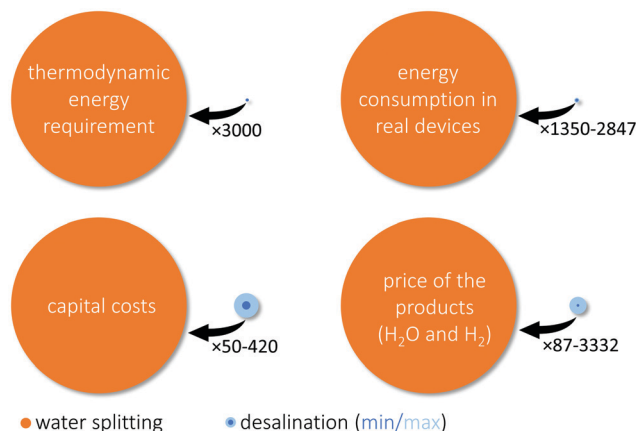 thermodynamic
energy
requirement
×3000
energy
consumption in
real devices
×1350-2847
capital costs
×50-420
price of the
products
(H₂O and H₂)
×87-3332
water splitting
desalination (min/max)